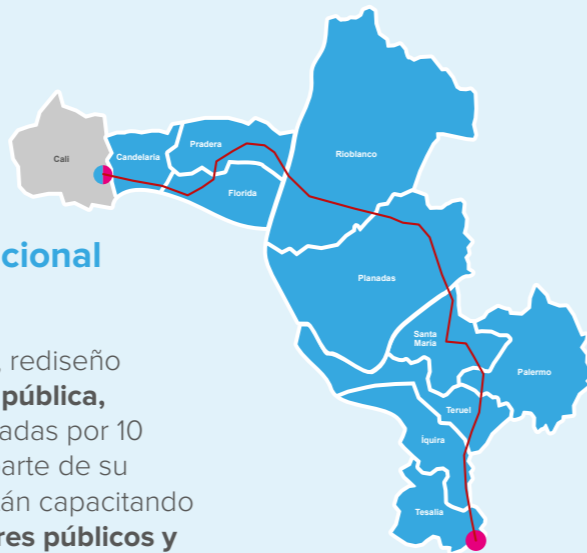 Cali
Candelaria
Pradera
Florida
Rioblanco
Planadas
Santa
María
Palermo
Teruel
Íquira
Tesalia
cional
, rediseño
pública,
adas por 10
arte de su
tán capacitando
res públicos y